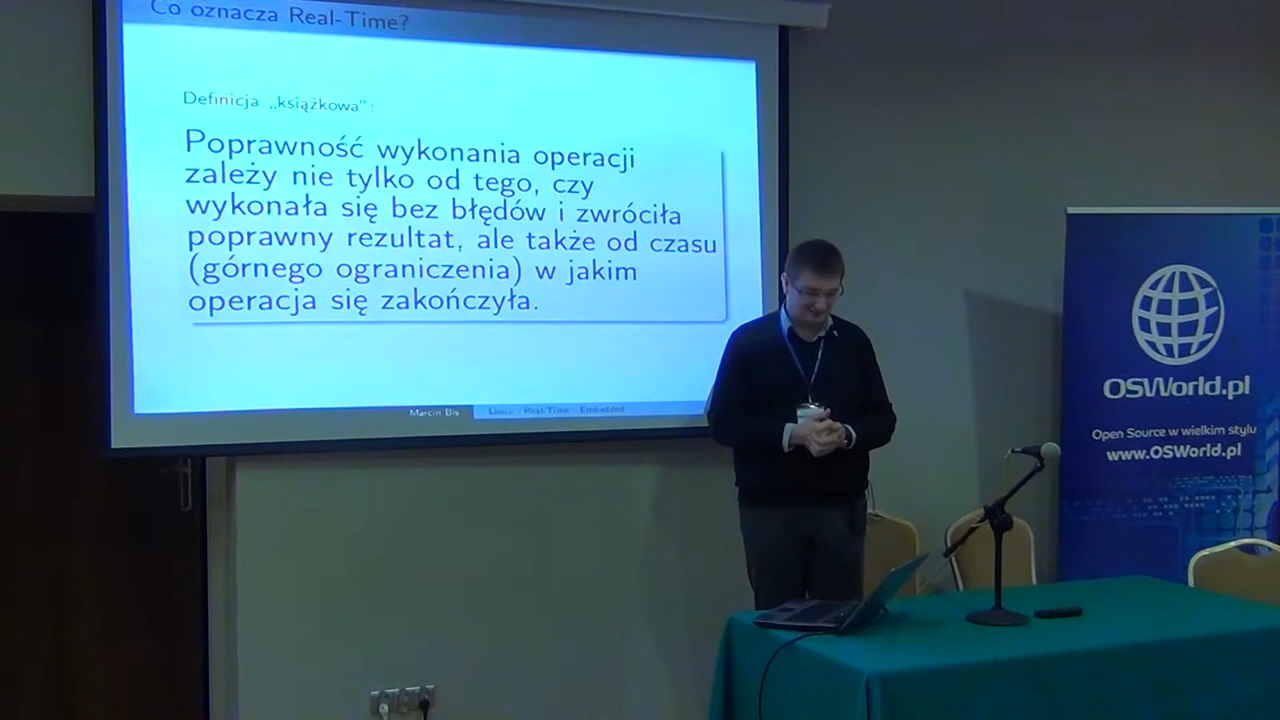 Co oznacza Real-Time?
Definicja „książkowa":
Poprawność wykonania operacji
zależy nie tylko od tego, czy
wykonała się bez błędów i zwróciła
poprawny rezultat, ale także od czasu
(górnego ograniczenia) w jakim
operacja się zakończyła.
Marcin Bis
Linux - Real-Time - Embedded
OSWorld.pl
Open Source w wielkim stylu
www.OSWorld.pl